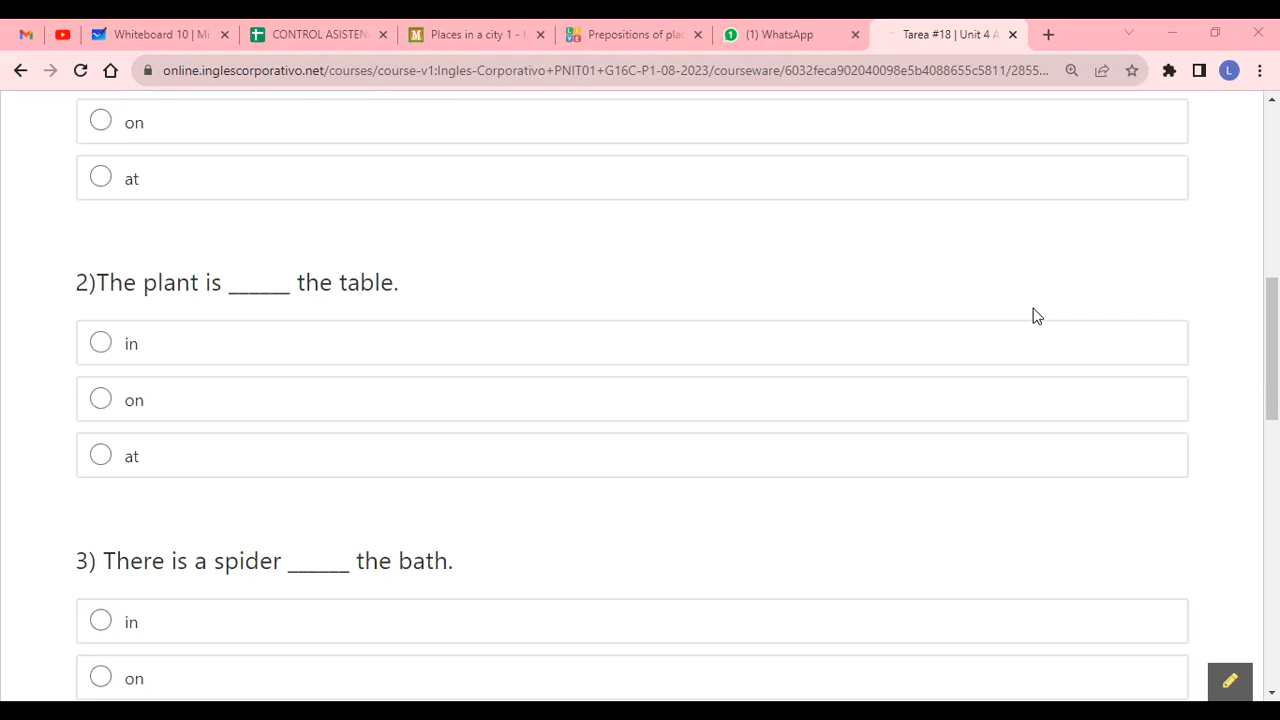 Whiteboard 10 | Mi
CONTROL ASISTEN
Places in a city 1 -
Prepositions of pla
(1) WhatsApp
Tarea #18 | Unit 4 A
online.inglescorporativo.net/courses/course-v1:Ingles-Corporativo+PNIT01+G16C-P1-08-2023/courseware/6032feca902040098e5b4088655c5811/2855...
L
on
at
2)The plant is ______ the table.
in
on
at
3) There is a spider ______ the bath.
in
on